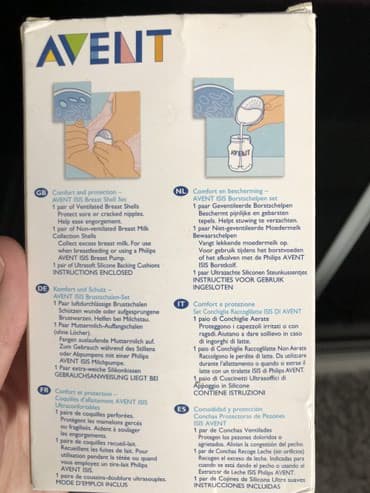 AVENT
AVENT
GB Comfort and protection –
AVENT ISIS Breast Shell Set
1 pair of Ventilated Breast Shells
Protect sore or cracked nipples.
Help ease engorgement.
1 pair of Non-ventilated Breast Milk
Collection Shells
Collect excess breast milk. For use
when breastfeeding or using a Philips
AVENT ISIS Breast Pump.
1 pair of Ultrasoft Silicone Backing Cushions
INSTRUCTIONS ENCLOSED
DE Komfort und Schutz –
AVENT ISIS Brustschalen-Set
1 Paar luftdurchlässige Brustschalen
Schützen wunde oder aufgesprungene
Brustwarzen. Helfen bei Milchstau.
1 Paar Muttermilch-Auffangschalen
(ohne Löcher).
Fangen auslaufende Muttermilch auf.
Zum Gebrauch während des Stillens
oder Abpumpens mit einer Philips
AVENT ISIS Milchpumpe.
1 Paar extra-weiche Silikonkissen
GEBRAUCHSANWEISUNG LIEGT BEI
FR Confort et protection –
Coquilles d'allaitement AVENT ISIS
Ultraconfortables
1 paire de coquilles perforées.
Protègent les mamelons gercés
ou fragilisés. Aident à soulager
les engorgements.
1 paire de coquilles recueil-lait.
Recueillent les fuites de lait. Pour
utilisation pendant la tétée ou quand
vous employez un tire-lait Philips
AVENT ISIS.
1 paire de coussins-doublure ultrasouples.
MODE D'EMPLOI INCLUS
NL Comfort en bescherming –
AVENT ISIS Borstschelpen set
1 paar Geventileerde Borstschelpen
Beschermt pijnlijke en gebarsten
tepels. Helpt stuwing te verzachten.
1 paar Niet-geventileerde Moedermelk
Bewaarschelpen
Vangt lekkende moedermelk op.
Voor gebruik tijdens het borstvoeden
of het afkolven met de Philips AVENT
ISIS Borstkolf.
1 paar Ultrazachte Siliconen Steunkussentjes
INSTRUCTIES VOOR GEBRUIK
INGESLOTEN
IT Comfort e protezione
Set Conchiglie Raccoglilatte ISIS DI AVENT
1 paio di Conchiglie Aerate
Proteggono i capezzoli irritati o con
ragadi. Aiutano a dare sollievo in caso
di ingorghi di latte.
1 paio di Conchiglie Raccoglilatte Non Aerate
Raccolgono le perdite di latte. Da utilizzare
durante l'allattamento o quando si estrae il
latte con un tiralatte ISIS di Philips AVENT.
1 paio di Cuscinetti Ultrasoffici di
Appoggio in Silicone
CONTIENE ISTRUZIONI
ES Comodidad y protección
Conchas Protectoras de Pezones
ISIS AVENT
1 par de Conchas Ventiladas
Protegen los pezones doloridos o
agrietados. Alivian la congestión de los pechos.
1 par de Conchas Recoge Leche (sin orificios)
Recogen el exceso de leche. Indicadas para
cuando se está dando el pecho o usando el
Extractor de Leche ISIS Philips AVENT.
1 par de Cojines de Silicona Ultra suaves
INSTRUCCIONES INCLUIDAS